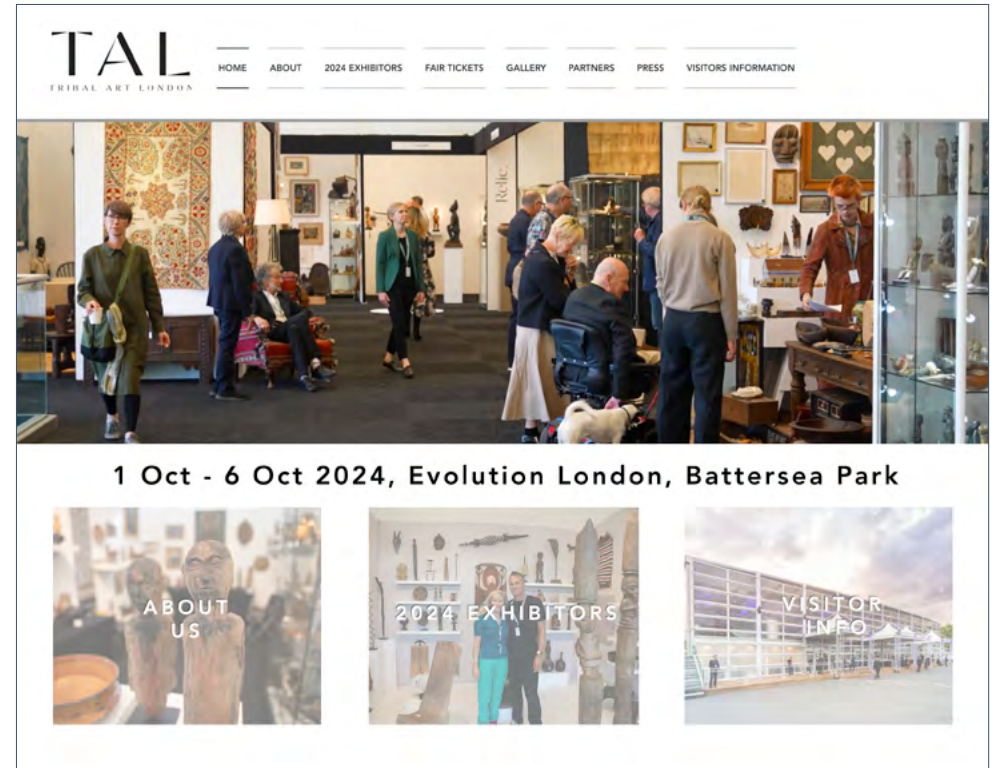 TAL
TRIBAL ART LONDON
HOME ABOUT 2024 EXHIBITORS FAIR TICKETS GALLERY PARTNERS PRESS VISITORS INFORMATION
Relic
1 Oct - 6 Oct 2024, Evolution London, Battersea Park
ABOUT
US
2024 EXHIBITORS
VISITOR
INFO